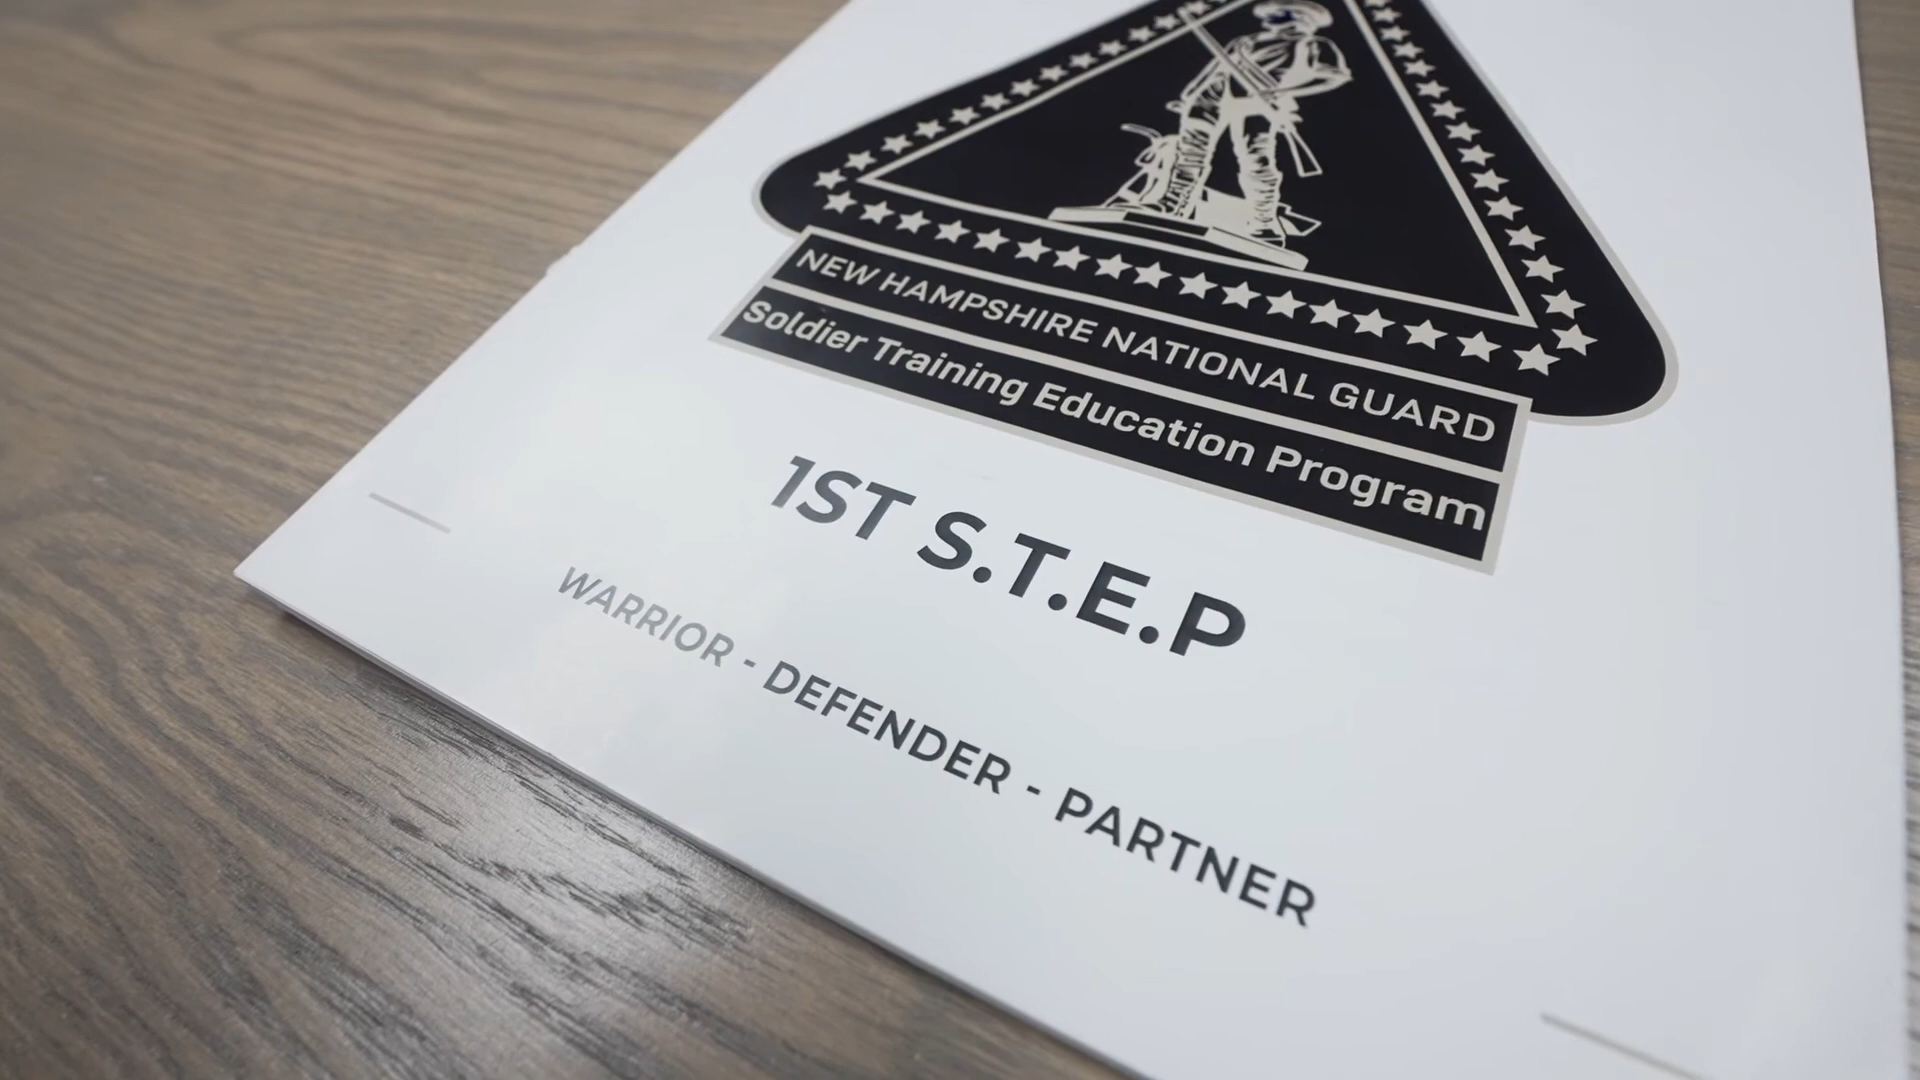 NEW HAMPSHIRE NATIONAL GUARD
Soldier Training Education Program
1ST S.T.E.P
WARRIOR - DEFENDER - PARTNER